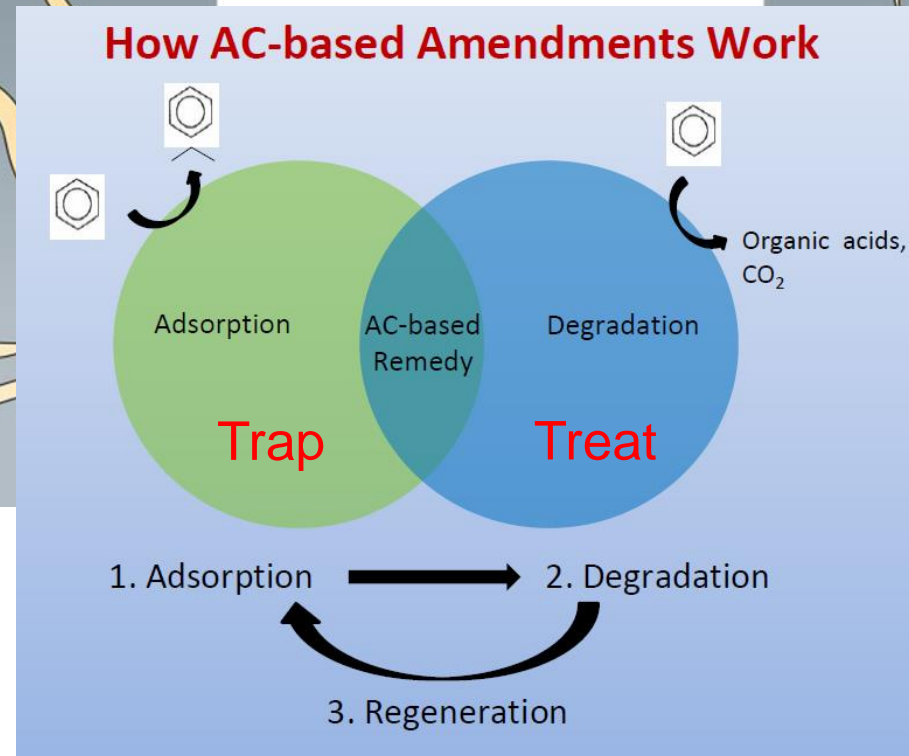 How AC-based Amendments Work
Organic acids,
CO₂
Adsorption
AC-based
Remedy
Degradation
Trap
Treat
1. Adsorption
2. Degradation
3. Regeneration